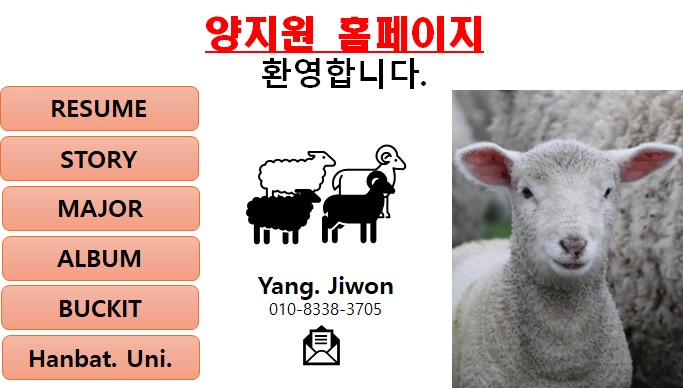 양지원 홈페이지
환영합니다.
RESUME
STORY
MAJOR
ALBUM
BUCKIT
Hanbat. Uni.
Yang. Jiwon
010-8338-3705